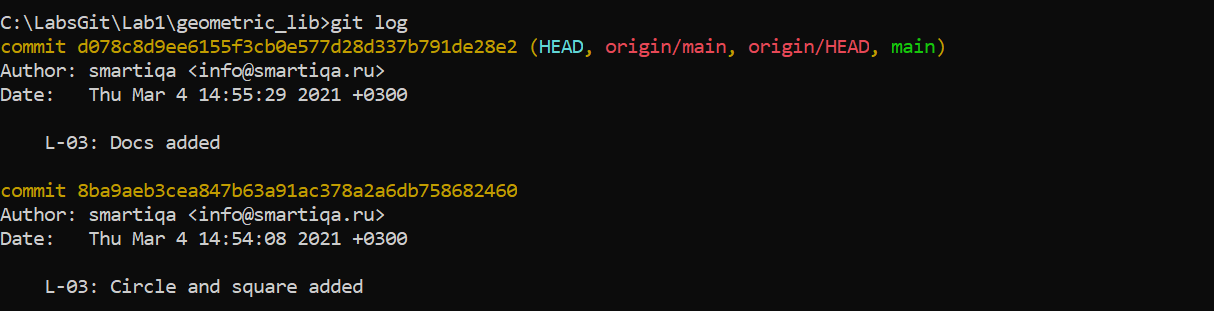 C:\LabsGit\Lab1\geometric_lib>git log
commit d078c8d9ee6155f3cb0e577d28d337b791de28e2 (HEAD, origin/main, origin/HEAD, main)
Author: smartiqa <info@smartiqa.ru>
Date:   Thu Mar 4 14:55:29 2021 +0300
    L-03: Docs added
commit 8ba9aeb3cea847b63a91ac378a2a6db758682460
Author: smartiqa <info@smartiqa.ru>
Date:   Thu Mar 4 14:54:08 2021 +0300
    L-03: Circle and square added